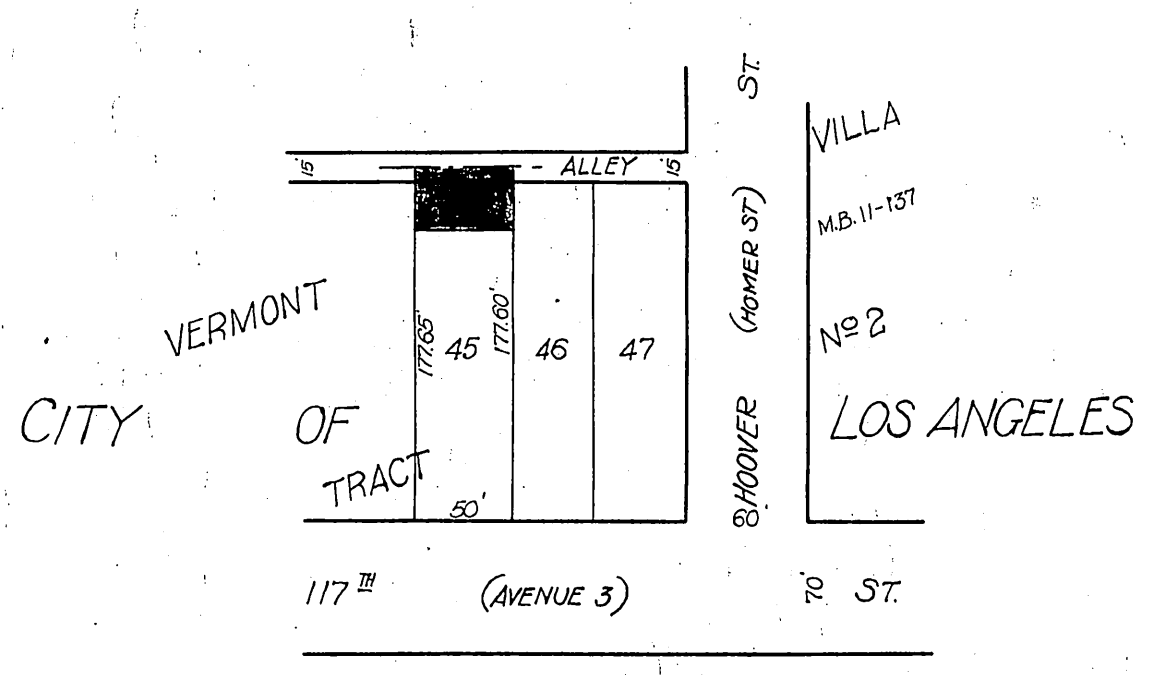 ST.
VILLA
15'
ALLEY
15'
M.B. 11-137
(HOMER ST)
VERMONT
177.65'
45
177.60'
46
47
Nº 2
CITY
OF
HOOVER
LOS ANGELES
TRACT
50'
60'
117TH
(AVENUE 3)
70'
ST.